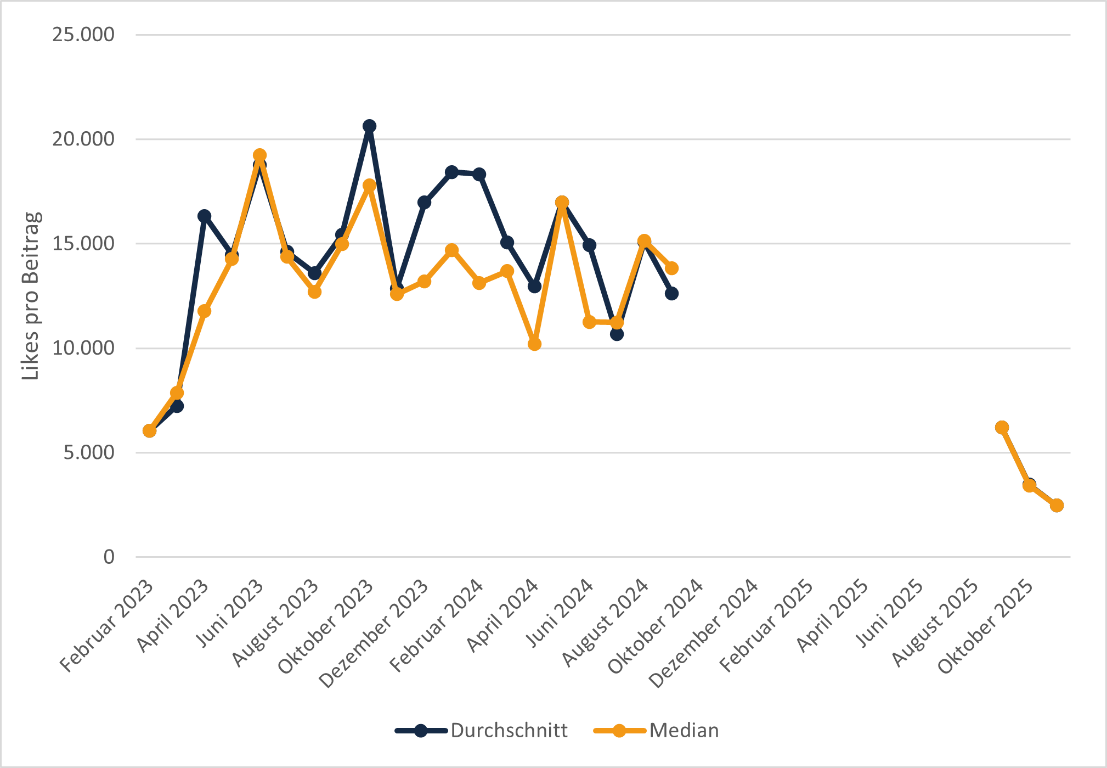 25.000
20.000
15.000
10.000
5.000
0
Likes pro Beitrag
Februar 2023
April 2023
Juni 2023
August 2023
Oktober 2023
Dezember 2023
Februar 2024
April 2024
Juni 2024
August 2024
Oktober 2024
Dezember 2024
Februar 2025
April 2025
Juni 2025
August 2025
Oktober 2025
Durchschnitt
Median